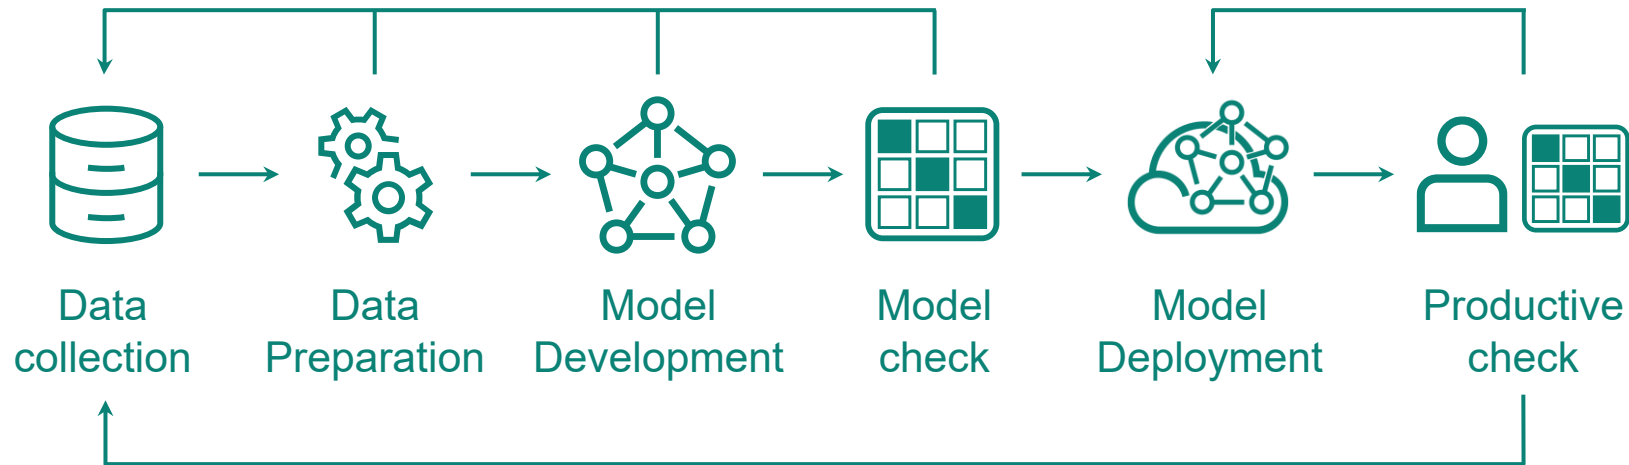 Data
collection
Data
Preparation
Model
Development
Model
check
Model
Deployment
Productive
check